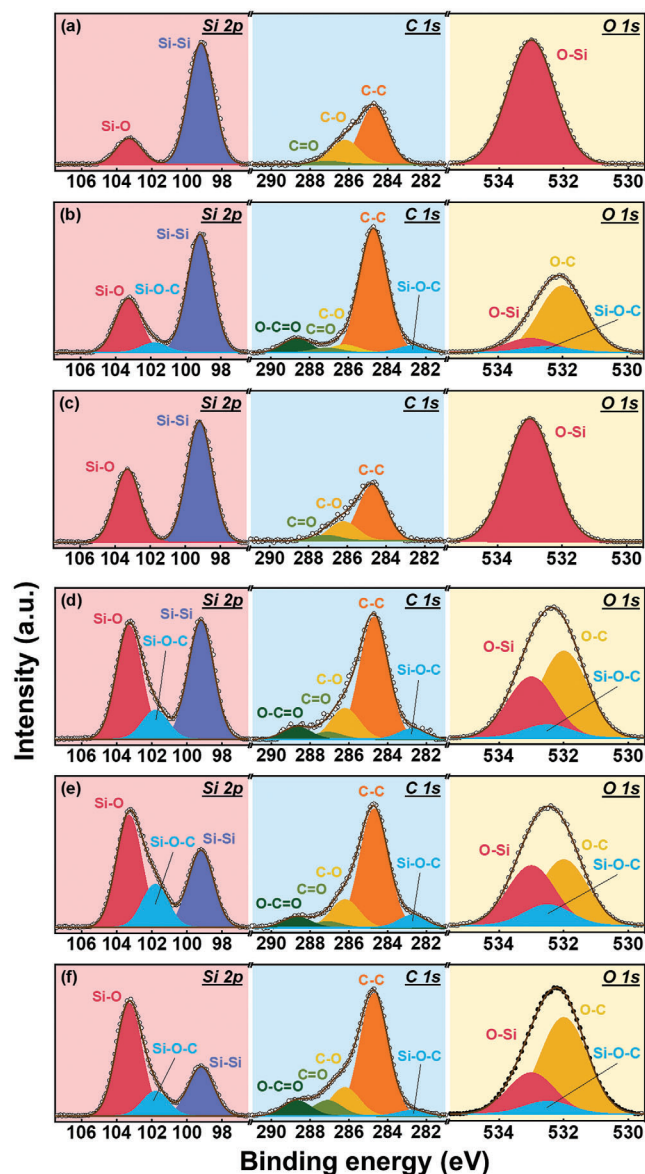 (a) Si 2p C 1s O 1s
Si-Si
Si-O
C-C
C-O
C=O
O-Si
106 104 102 100 98 290 288 286 284 282 534 532 530
(b) Si 2p C 1s O 1s
Si-Si
Si-O Si-O-C
C-C
Si-O-C
O-C=O C-O
C=O
O-C
O-Si
Si-O-C
106 104 102 100 98 290 288 286 284 282 534 532 530
(c) Si 2p C 1s O 1s
Si-Si
Si-O
C-C
C-O
C=O
O-Si
106 104 102 100 98 290 288 286 284 282 534 532 530
(d) Si 2p C 1s O 1s
Si-O Si-Si
Si-O-C
C-C
C-O
C=O
O-C=O
Si-O-C
O-Si O-C
Si-O-C
106 104 102 100 98 290 288 286 284 282 534 532 530
(e) Si 2p C 1s O 1s
Si-O
Si-O-C
Si-Si
C-C
C-O
C=O
O-C=O
Si-O-C
O-Si O-C
Si-O-C
106 104 102 100 98 290 288 286 284 282 534 532 530
(f) Si 2p C 1s O 1s
Si-O
Si-O-C
Si-Si
C-C
C-O
C=O
O-C=O
Si-O-C
O-Si O-C
Si-O-C
106 104 102 100 98 290 288 286 284 282 534 532 530
Intensity (a.u.)
Binding energy (eV)